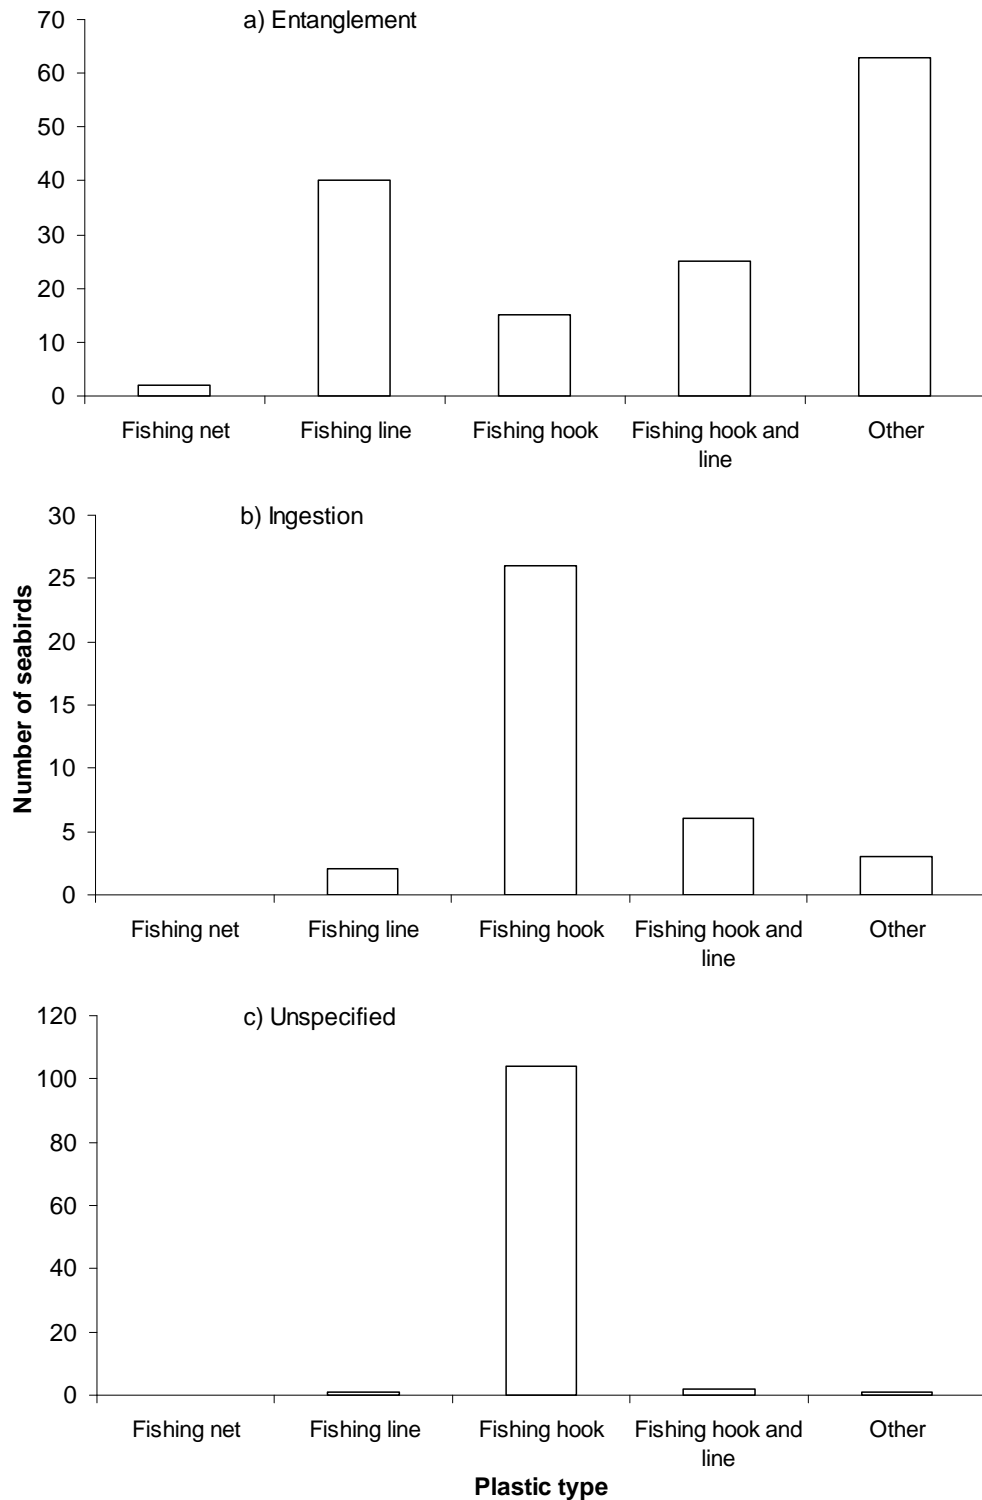 a) Entanglement
70
60
50
40
30
20
10
0
Fishing net Fishing line Fishing hook Fishing hook and Other
line
b) Ingestion
30
25
20
15
10
5
0
Number of seabirds
Fishing net Fishing line Fishing hook Fishing hook and Other
line
c) Unspecified
120
100
80
60
40
20
0
Fishing net Fishing line Fishing hook Fishing hook and Other
line
Plastic type